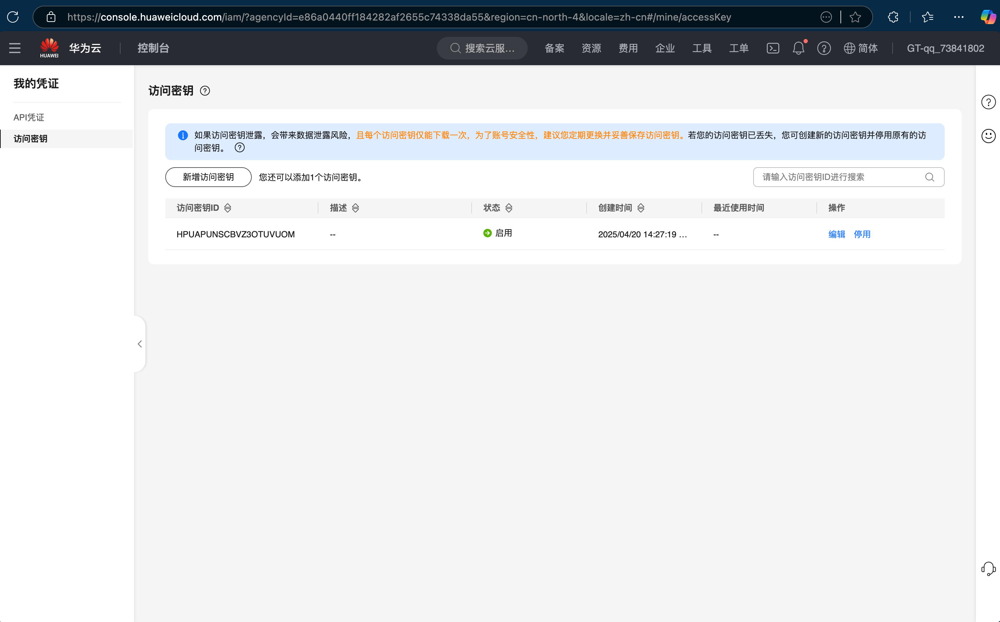 https://console.huaweicloud.com/iam/?agencyId=e86a0440ff184282af2655c74338da55&region=cn-north-4&locale=zh-cn#/mine/accessKey
HUAWEI
华为云
控制台
搜索云服...
备案
资源
费用
企业
工具
工单
简体
GT-qq_73841802
我的凭证
API凭证
访问密钥
访问密钥
如果访问密钥泄露，会带来数据泄露风险，且每个访问密钥仅能下载一次，为了账号安全性，建议您定期更换并妥善保存访问密钥。若您的访问密钥已丢失，您可创建新的访问密钥并停用原有的访
问密钥。
新增访问密钥
您还可以添加1个访问密钥。
请输入访问密钥ID进行搜索
访问密钥ID
描述
状态
创建时间
最近使用时间
操作
HPUAPUNSCBVZ3OTUVUOM
--
启用
2025/04/20 14:27:19 ...
--
编辑
停用